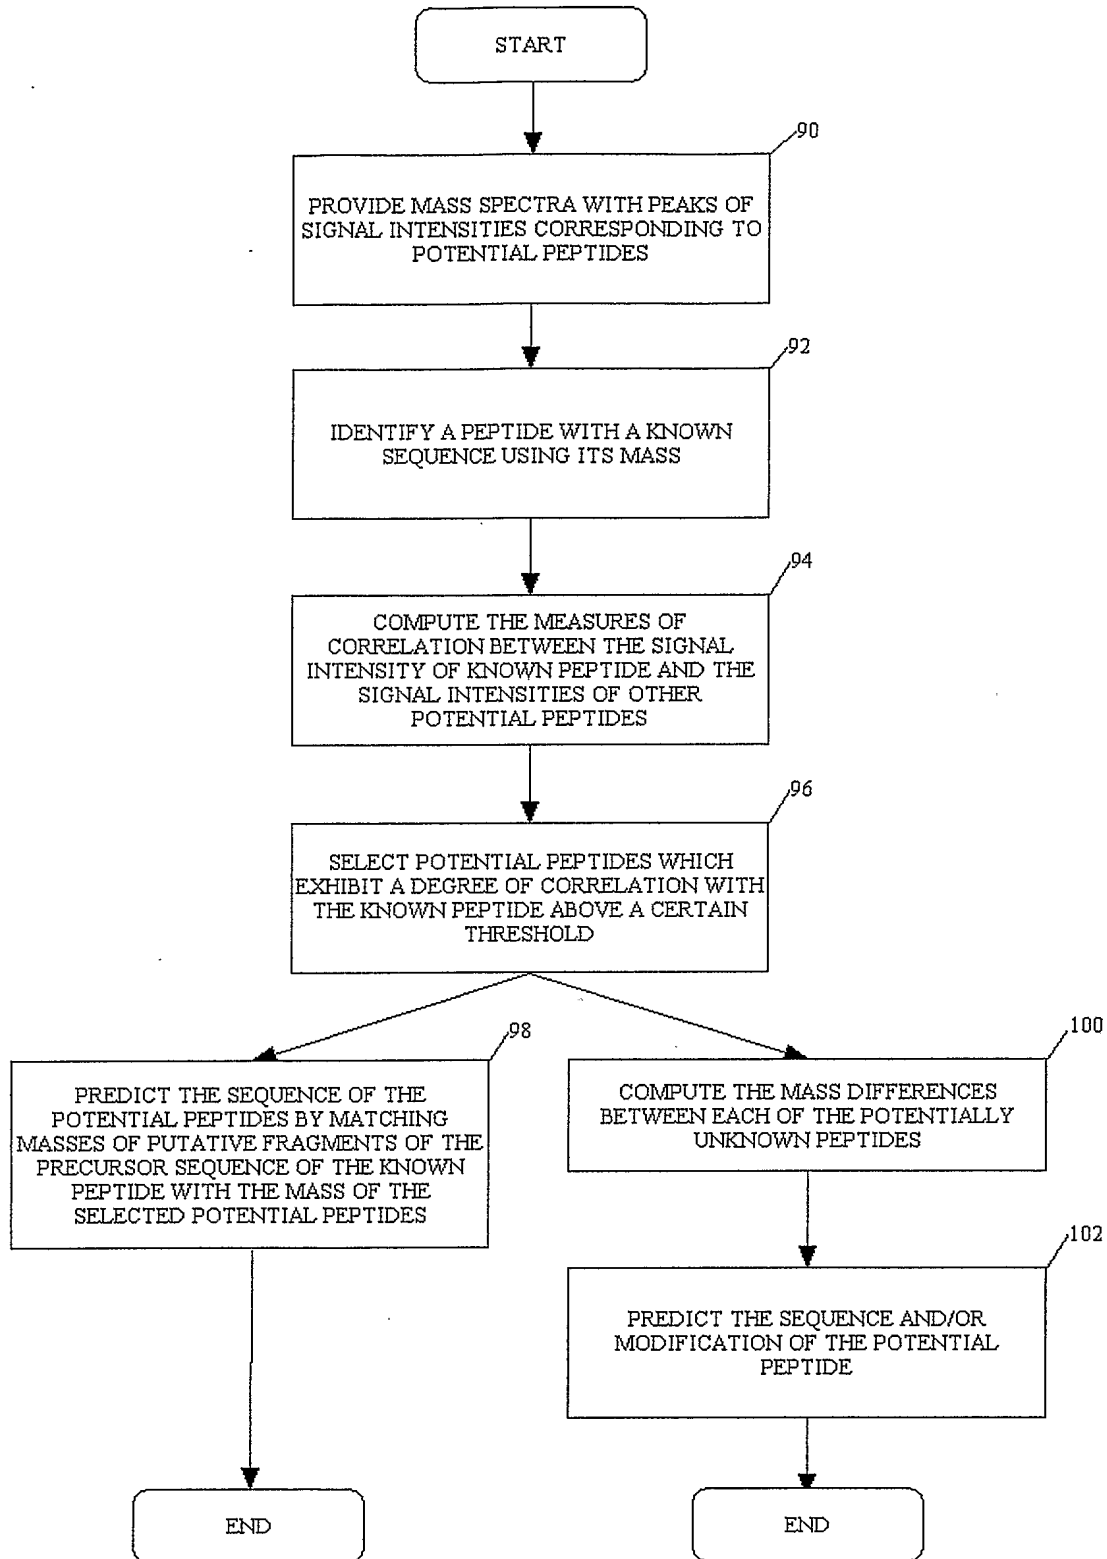 START
90
PROVIDE MASS SPECTRA WITH PEAKS OF
SIGNAL INTENSITIES CORRESPONDING TO
POTENTIAL PEPTIDES
92
IDENTIFY A PEPTIDE WITH A KNOWN
SEQUENCE USING ITS MASS
94
COMPUTE THE MEASURES OF
CORRELATION BETWEEN THE SIGNAL
INTENSITY OF KNOWN PEPTIDE AND THE
SIGNAL INTENSITIES OF OTHER
POTENTIAL PEPTIDES
96
SELECT POTENTIAL PEPTIDES WHICH
EXHIBIT A DEGREE OF CORRELATION WITH
THE KNOWN PEPTIDE ABOVE A CERTAIN
THRESHOLD
98
PREDICT THE SEQUENCE OF THE
POTENTIAL PEPTIDES BY MATCHING
MASSES OF PUTATIVE FRAGMENTS OF THE
PRECURSOR SEQUENCE OF THE KNOWN
PEPTIDE WITH THE MASS OF THE
SELECTED POTENTIAL PEPTIDES
END
100
COMPUTE THE MASS DIFFERENCES
BETWEEN EACH OF THE POTENTIALLY
UNKNOWN PEPTIDES
102
PREDICT THE SEQUENCE AND/OR
MODIFICATION OF THE POTENTIAL
PEPTIDE
END